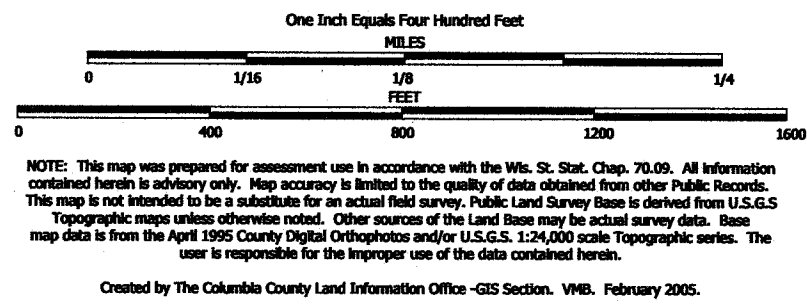 One Inch Equals Four Hundred Feet
MILES
0 1/16 1/8 1/4
FEET
0 400 800 1200 1600
NOTE: This map was prepared for assessment use in accordance with the Wis. St. Stat. Chap. 70.09. All information
contained herein is advisory only. Map accuracy is limited to the quality of data obtained from other Public Records.
This map is not intended to be a substitute for an actual field survey. Public Land Survey Base is derived from U.S.G.S
Topographic maps unless otherwise noted. Other sources of the Land Base may be actual survey data. Base
map data is from the April 1995 County Digital Orthophotos and/or U.S.G.S. 1:24,000 scale Topographic series. The
user is responsible for the improper use of the data contained herein.
Created by The Columbia County Land Information Office -GIS Section. VMB. February 2005.